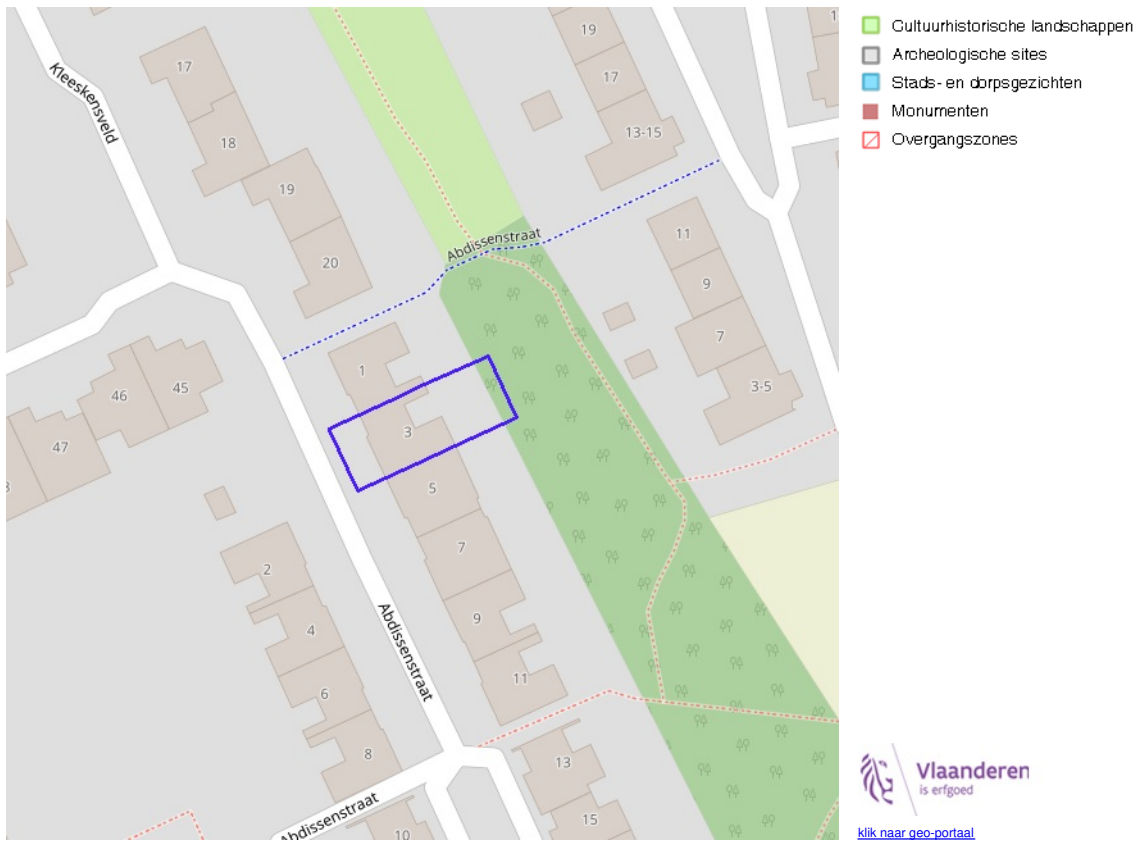 19
17
13-15
17
18
19
20
Kleeskensveld
Abdissenstraat
11
9
7
3-5
1
3
5
7
9
11
13
15
46
45
47
2
4
6
8
10
Abdissenstraat
Abdissenstraat
Cultuurhistorische landschappen
Archeologische sites
Stads- en dorpsgezichten
Monumenten
Overgangszones
Vlaanderen
is erfgoed
klik naar geo-portaal